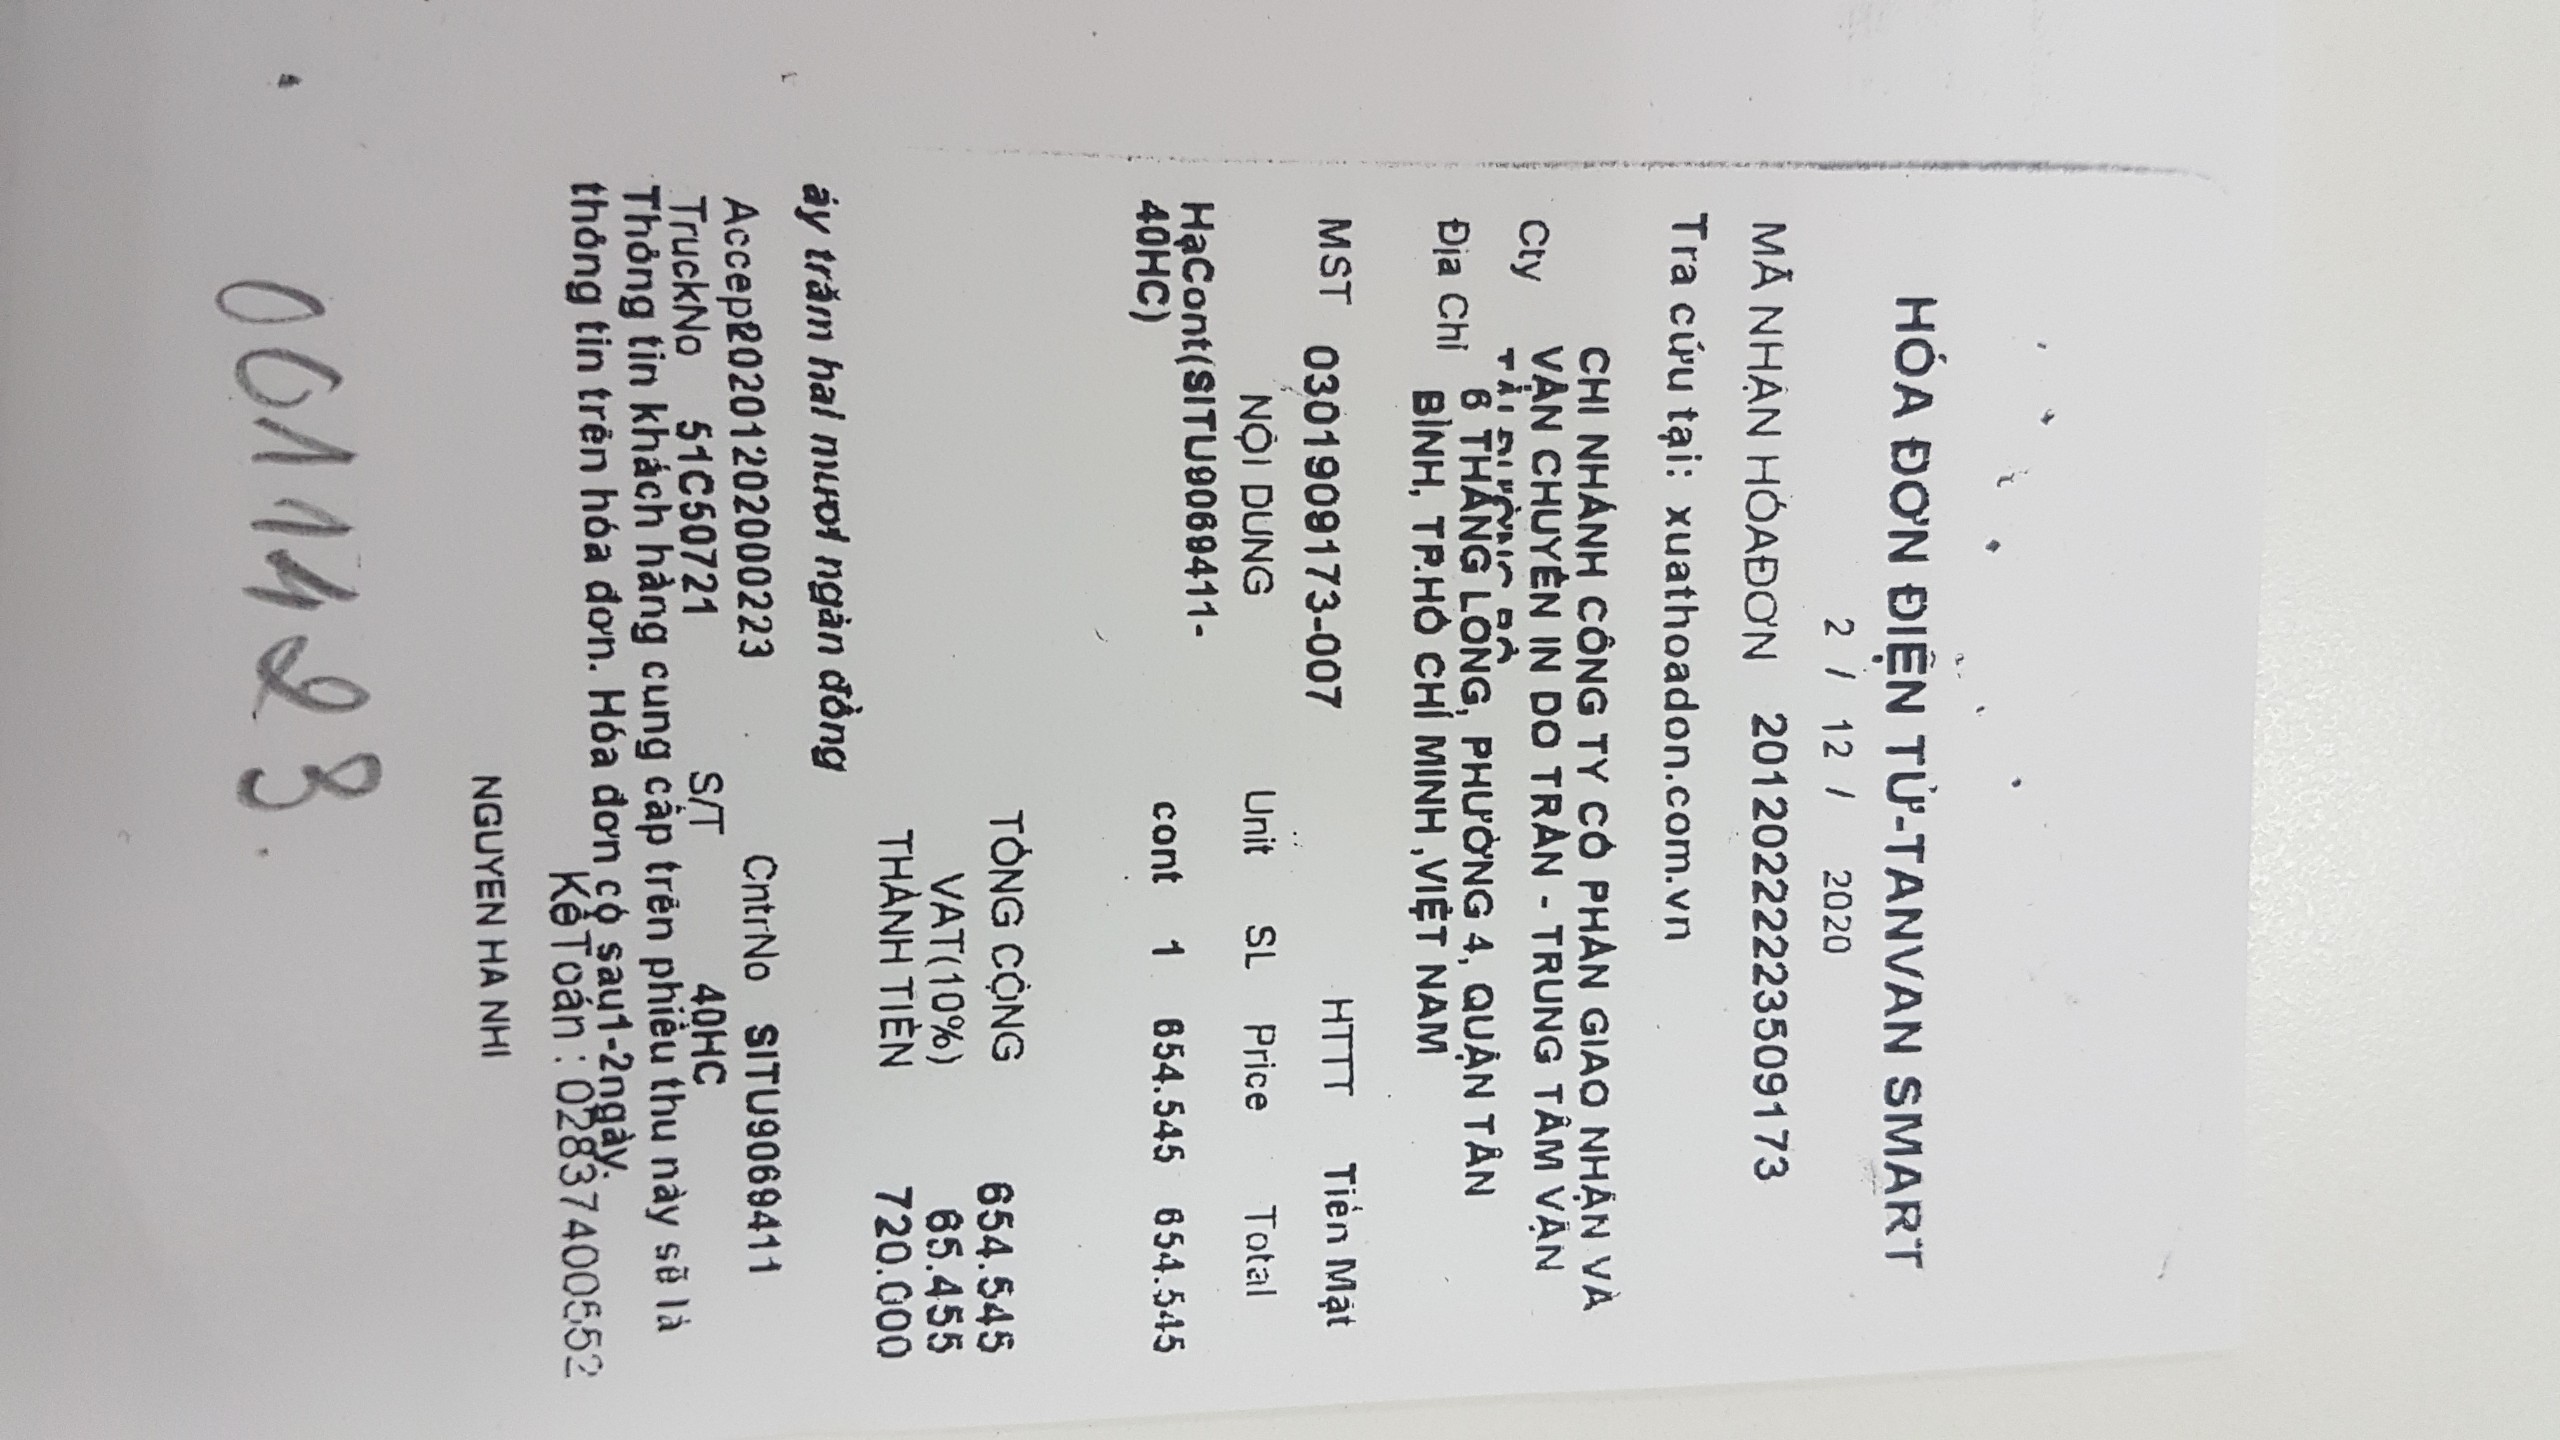 HÓA ĐƠN ĐIỆN TỬ-TANVAN SMART
2 / 12 / 2020
MÃ NHẬN HÓAĐƠN 20120222223509173
Tra cứu tại: xuathoadon.com.vn
Cty CHI NHÁNH CÔNG TY CỔ PHẦN GIAO NHẬN VÀ
VẬN CHUYỂN IN DO TRẦN - TRUNG TÂM VẬN
TẢI ĐƯỜNG BỘ
Địa Chỉ 6 THĂNG LONG, PHƯỜNG 4, QUẬN TÂN
BÌNH, TP.HỒ CHÍ MINH ,VIỆT NAM
MST 0301909173-007 HTTT Tiền Mặt
NỘI DUNG Unit SL Price Total
HạCont(SITU9069411-
40HC) cont 1 654.545 654.545
TỔNG CỘNG 654.545
VAT(10%) 65.455
THÀNH TIỀN 720.000
ảy trăm hai mươi ngàn đồng
Accept 20201202000223 CntrNo SITU9069411
TruckNo 51C50721 S/T 40HC
Thông tin khách hàng cung cấp trên phiếu thu này sẽ là
thông tin trên hóa đơn. Hóa đơn có sau1-2ngày.
KếToán : 02837400552
NGUYEN HA NHI
0011423.